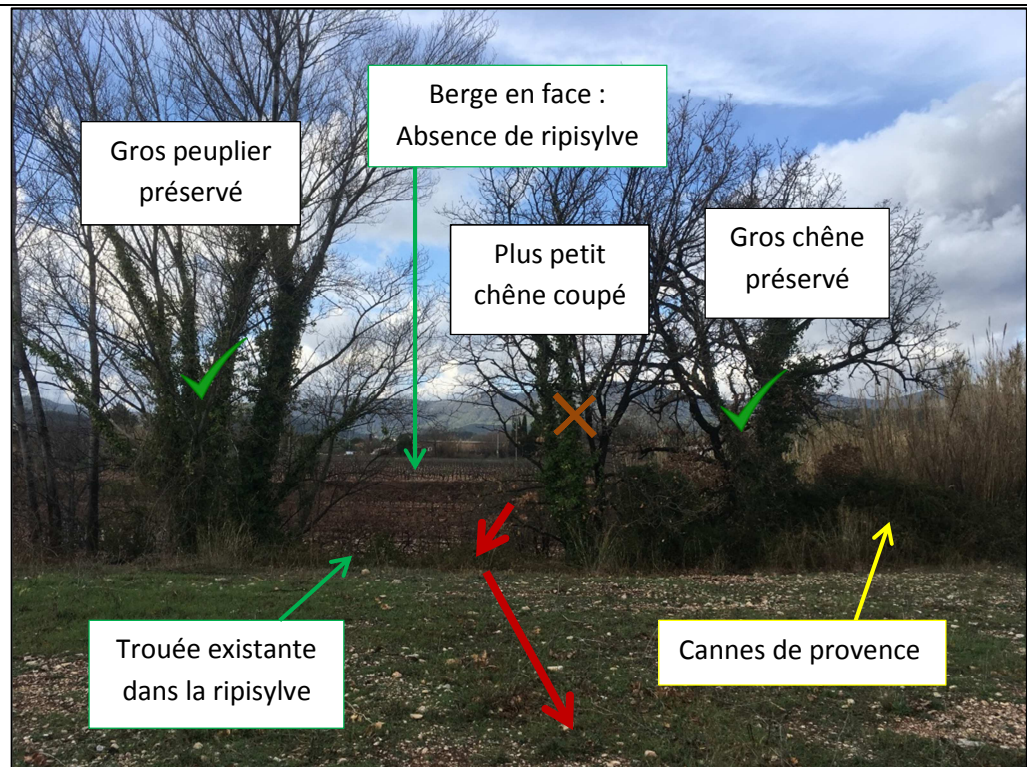 Berge en face :
Absence de ripisylve
Gros peuplier
préservé
Plus petit
chêne coupé
Gros chêne
préservé
Trouée existante
dans la ripisylve
Cannes de provence